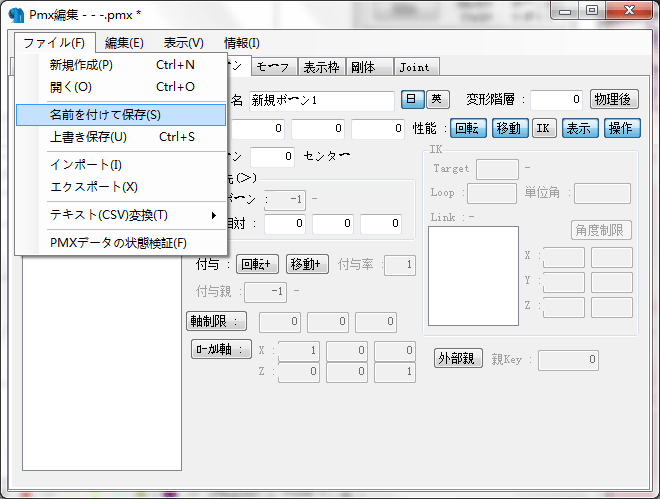 Pmx編集 - - -.pmx *
ファイル(F) 編集(E) 表示(V) 情報(I)
新規作成(P) Ctrl+N
開く(O) Ctrl+O
名前を付けて保存(S)
上書き保存(U) Ctrl+S
インポート(I)
エクスポート(X)
テキスト(CSV)変換(T)
PMXデータの状態検証(F)
ン モーフ 表示枠 剛体 Joint
名 新規ボーン1 日 英 変形階層 : 0 物理後
0 0 0 性能 : 回転 移動 IK 表示 操作
ン 0 センター
先(>)
ボーン : -1 -
相対 : 0 0 0
付与 : 回転+ 移動+ 付与率 : 1
付与親 : -1 -
軸制限 : 0 0 0
ﾛｰｶﾙ軸 : X : 1 0 0
Z : 0 0 1
IK
Target : -
Loop : 単位角 :
Link : -
角度制限
X :
Y :
Z :
外部親 親Key : 0